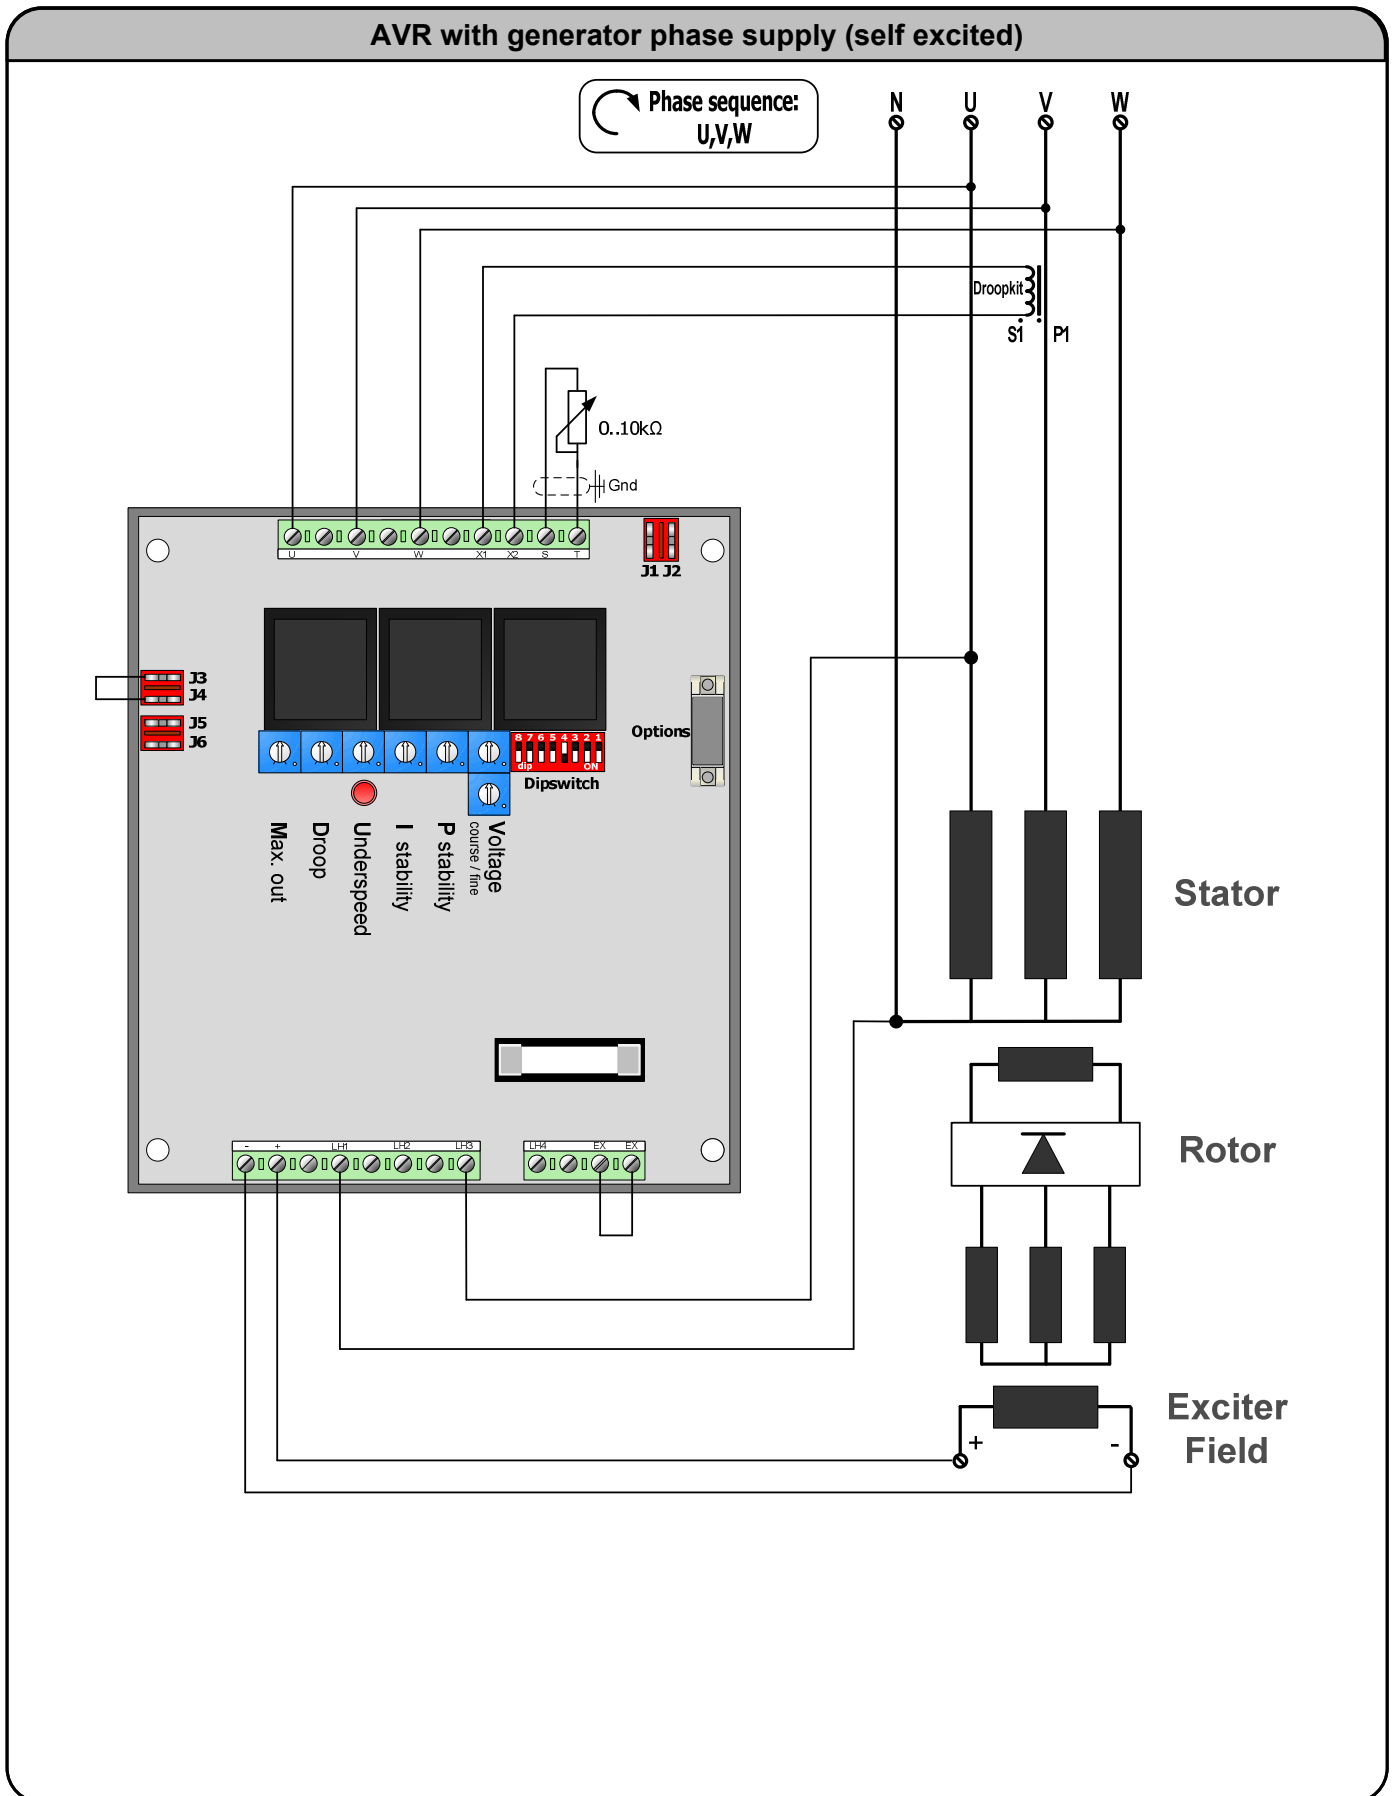 AVR with generator phase supply (self excited)
Phase sequence:
U,V,W
N U V W
Droopkit
S1 P1
0..10kΩ
Gnd
U V W X1 X2 S T
J1 J2
J3
J4
J5
J6
Options
8 7 6 5 4 3 2 1
dip ON
Dipswitch
Max. out
Droop
Underspeed
I stability
P stability
Voltage
course / fine
Stator
- + LH1 LH2 LH3
LH4 EX EX
Rotor
Exciter
Field
+ -